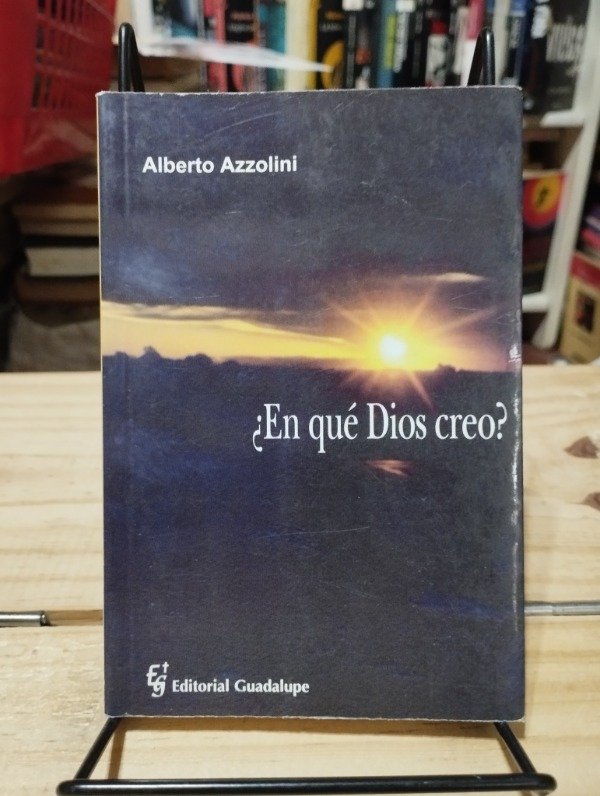 Alberto Azzolini
¿En qué Dios creo?
EG Editorial Guadalupe